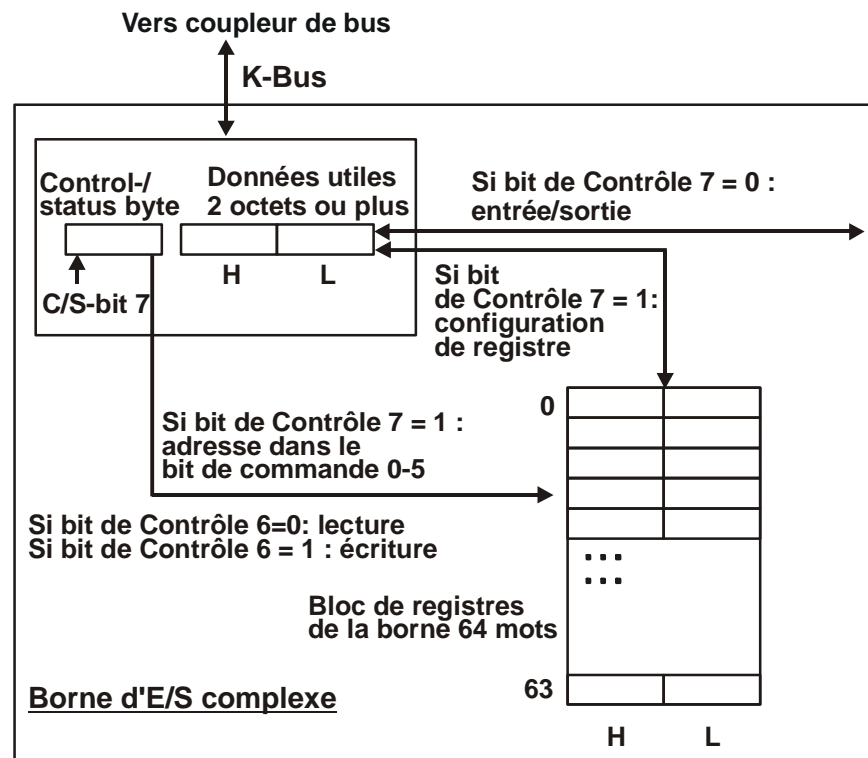 Vers coupleur de bus
K-Bus
Control-/
status byte
Données utiles
2 octets ou plus
Si bit de Contrôle 7 = 0 :
entrée/sortie
H
L
C/S-bit 7
Si bit
de Contrôle 7 = 1:
configuration
de registre
0
Si bit de Contrôle 7 = 1 :
adresse dans le
bit de commande 0-5
Si bit de Contrôle 6=0: lecture
Si bit de Contrôle 6 = 1 : écriture
...
...
Bloc de registres
de la borne 64 mots
63
Borne d'E/S complexe
H
L